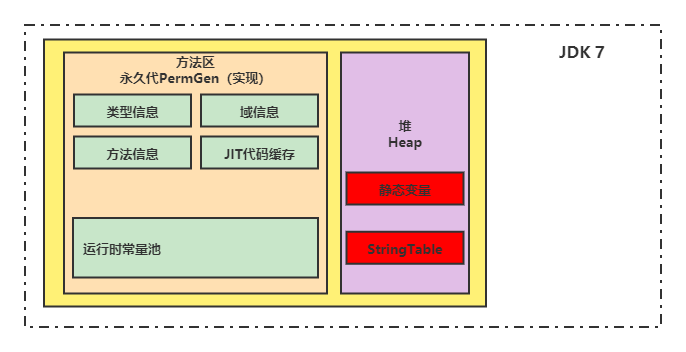 JDK 7
方法区
永久代PermGen（实现）
类型信息
域信息
方法信息
JIT代码缓存
运行时常量池
堆
Heap
静态变量
StringTable